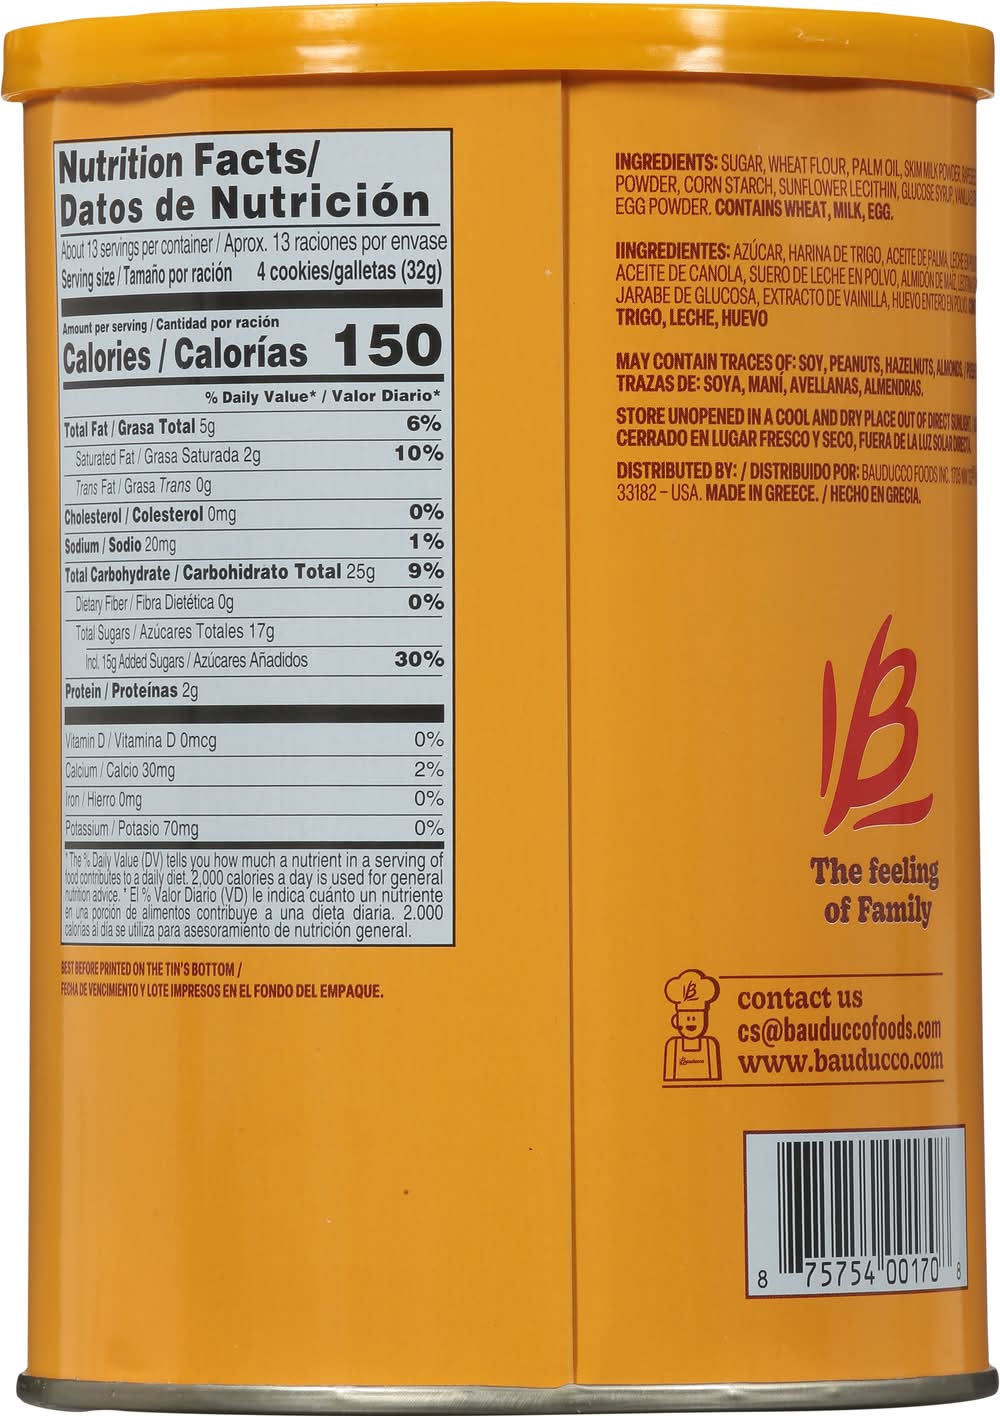 Nutrition Facts/
Datos de Nutrición
About 13 servings per container / Aprox. 13 raciones por envase
Serving size / Tamaño por ración 4 cookies/galletas (32g)
Amount per serving / Cantidad por ración
Calories / Calorías 150
% Daily Value* / Valor Diario*
Total Fat / Grasa Total 5g 6%
Saturated Fat / Grasa Saturada 2g 10%
Trans Fat / Grasa Trans 0g
Cholesterol / Colesterol 0mg 0%
Sodium / Sodio 20mg 1%
Total Carbohydrate / Carbohidrato Total 25g 9%
Dietary Fiber / Fibra Dietética 0g 0%
Total Sugars / Azúcares Totales 17g
Incl. 15g Added Sugars / Azúcares Añadidos 30%
Protein / Proteínas 2g
Vitamin D / Vitamina D 0mcg 0%
Calcium / Calcio 30mg 2%
Iron / Hierro 0mg 0%
Potassium / Potasio 70mg 0%
* The % Daily Value (DV) tells you how much a nutrient in a serving of
food contributes to a daily diet. 2,000 calories a day is used for general
nutrition advice. * El % Valor Diario (VD) le indica cuánto un nutriente
en una porción de alimentos contribuye a una dieta diaria. 2.000
calorías al día se utiliza para asesoramiento de nutrición general.
BEST BEFORE PRINTED ON THE TIN'S BOTTOM /
FECHA DE VENCIMIENTO Y LOTE IMPRESOS EN EL FONDO DEL EMPAQUE.
INGREDIENTS: SUGAR, WHEAT FLOUR, PALM OIL, SKIM MILK POWDER,
POWDER, CORN STARCH, SUNFLOWER LECITHIN, GLUCOSE SYRUP,
EGG POWDER. CONTAINS WHEAT, MILK, EGG.
IINGREDIENTES: AZÚCAR, HARINA DE TRIGO, ACEITE DE PALMA, LECHE
ACEITE DE CANOLA, SUERO DE LECHE EN POLVO, ALMIDÓN DE MAÍZ,
JARABE DE GLUCOSA, EXTRACTO DE VAINILLA, HUEVO ENTERO EN POLVO.
TRIGO, LECHE, HUEVO
MAY CONTAIN TRACES OF: SOY, PEANUTS, HAZELNUTS, ALMONDS. /
TRAZAS DE: SOYA, MANÍ, AVELLANAS, ALMENDRAS.
STORE UNOPENED IN A COOL AND DRY PLACE OUT OF DIRECT SUNLIGHT.
CERRADO EN LUGAR FRESCO Y SECO, FUERA DE LA LUZ SOLAR DIRECTA.
DISTRIBUTED BY: / DISTRIBUIDO POR: BAUDUCCO FOODS INC. 1705 NW
33182 – USA. MADE IN GREECE. / HECHO EN GRECIA.
B
The feeling
of Family
contact us
cs@bauduccofoods.com
www.bauducco.com
Bauducco
8 75754 00170 8